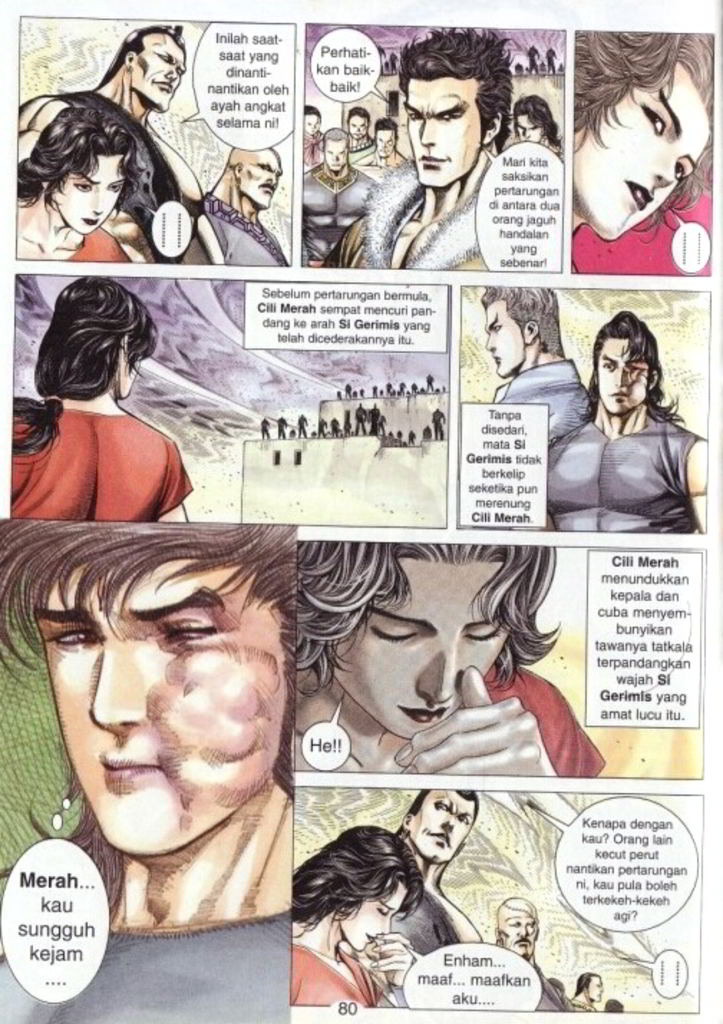 Inilah saat-
saat yang
dinanti-
nantikan oleh
ayah angkat
selama ni!
Perhati-
kan baik-
baik!
Mari kita
saksikan
pertarungan
di antara dua
orang jaguh
handalan
yang
sebenar!
Sebelum pertarungan bermula,
Cili Merah sempat mencuri pan-
dang ke arah Si Gerimis yang
telah dicederakannya itu.
Tanpa
disedari,
mata Si
Gerimis tidak
berkelip
seketika pun
merenung
Cili Merah.
Merah...
kau
sungguh
kejam
....
Cili Merah
menundukkan
kepala dan
cuba menyem-
bunyikan
tawanya tatkala
terpandangkan
wajah Si
Gerimis yang
amat lucu itu.
He!!
Kenapa dengan
kau? Orang lain
kecut perut
nantikan pertarungan
ni, kau pula boleh
terkekeh-kekeh
agi?
Enham...
maaf... maafkan
aku....
80